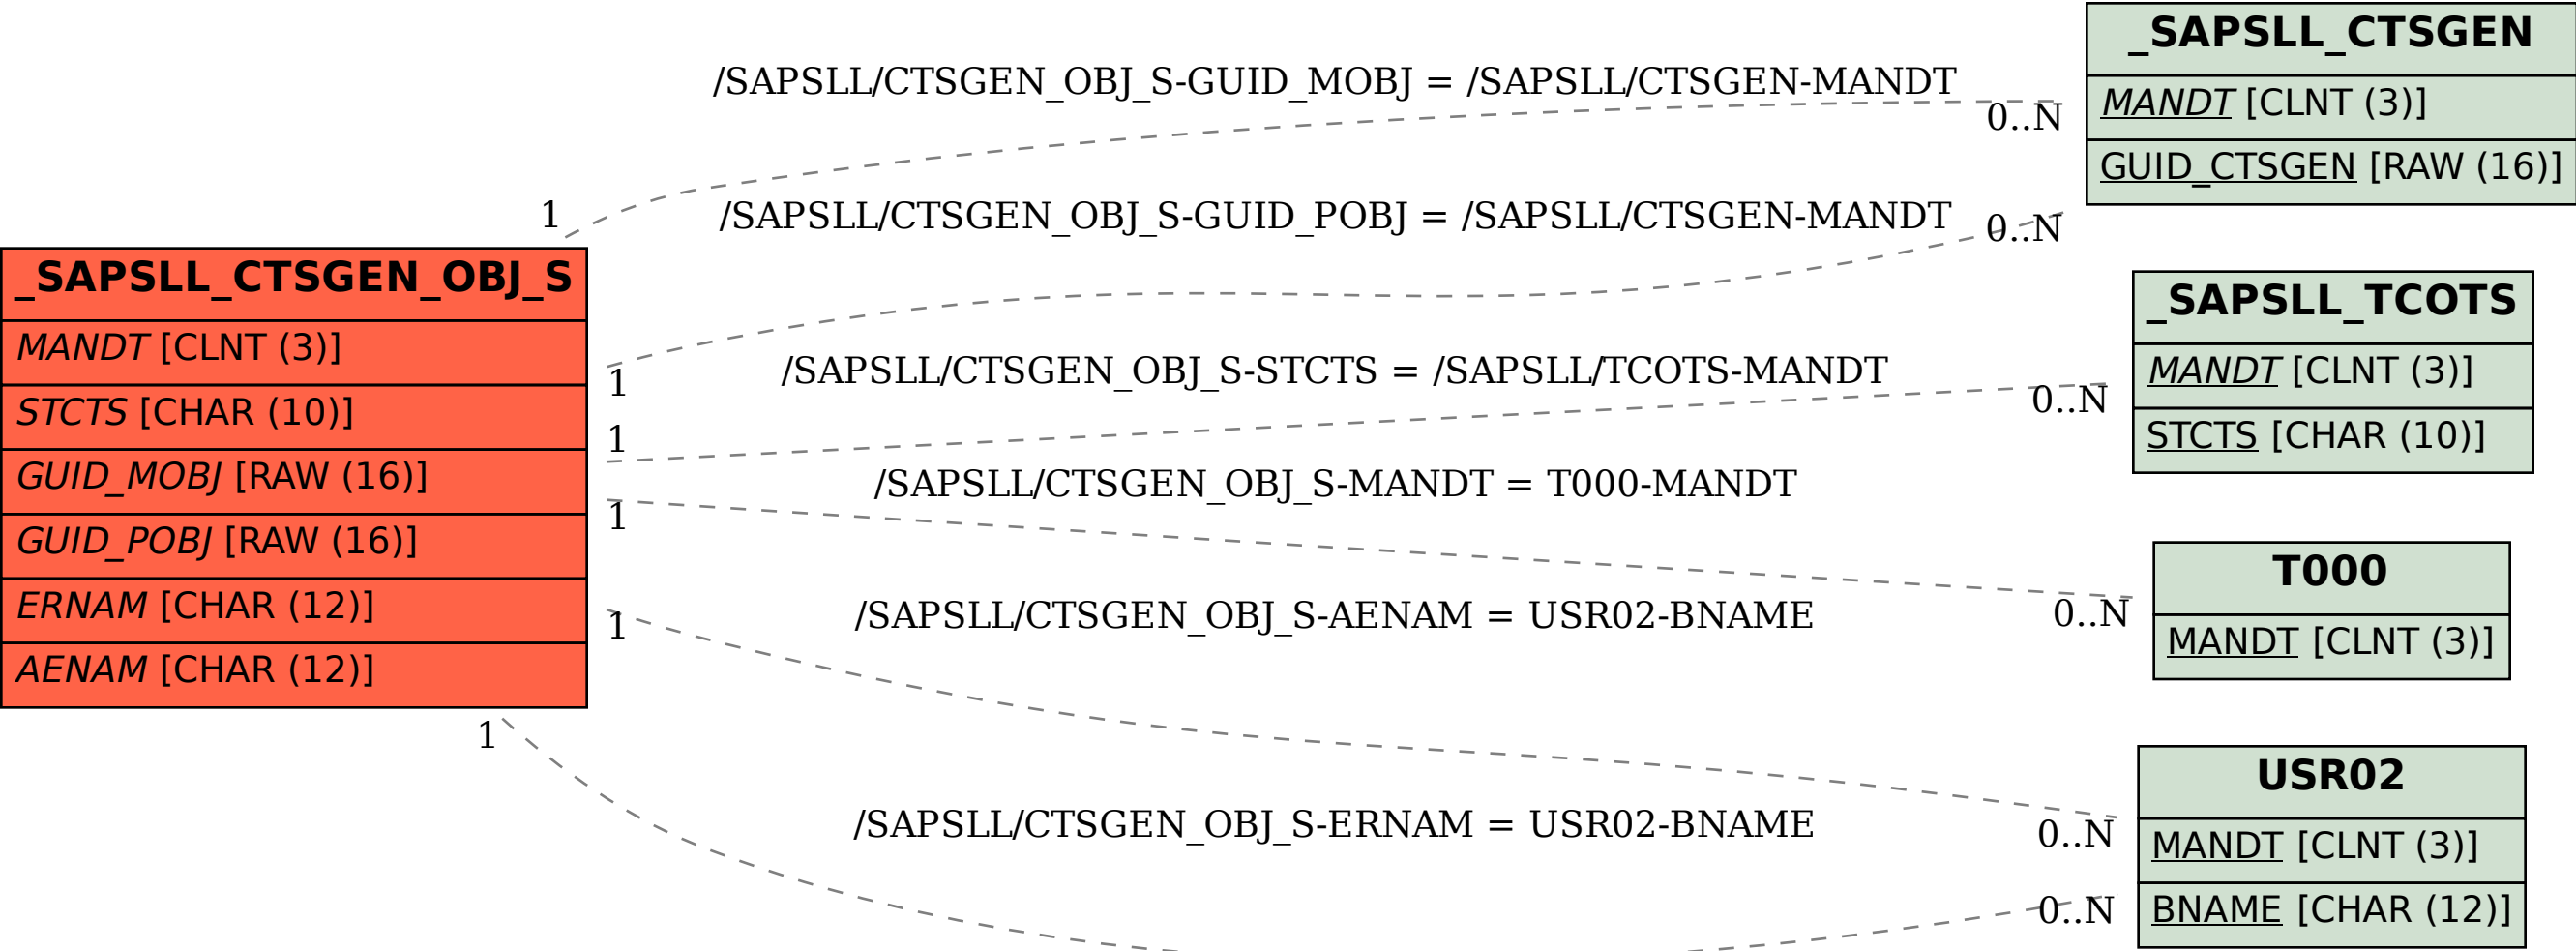 _SAPSLL_CTSGEN
MANDT [CLNT (3)]
GUID_CTSGEN [RAW (16)]
/SAPSLL/CTSGEN_OBJ_S-GUID_MOBJ = /SAPSLL/CTSGEN-MANDT
0..N
1
/SAPSLL/CTSGEN_OBJ_S-GUID_POBJ = /SAPSLL/CTSGEN-MANDT
0..N
1
_SAPSLL_CTSGEN_OBJ_S
MANDT [CLNT (3)]
STCTS [CHAR (10)]
GUID_MOBJ [RAW (16)]
GUID_POBJ [RAW (16)]
ERNAM [CHAR (12)]
AENAM [CHAR (12)]
_SAPSLL_TCOTS
MANDT [CLNT (3)]
STCTS [CHAR (10)]
/SAPSLL/CTSGEN_OBJ_S-STCTS = /SAPSLL/TCOTS-MANDT
0..N
1
/SAPSLL/CTSGEN_OBJ_S-MANDT = T000-MANDT
1
0..N
T000
MANDT [CLNT (3)]
/SAPSLL/CTSGEN_OBJ_S-AENAM = USR02-BNAME
1
0..N
USR02
MANDT [CLNT (3)]
BNAME [CHAR (12)]
1
/SAPSLL/CTSGEN_OBJ_S-ERNAM = USR02-BNAME
0..N